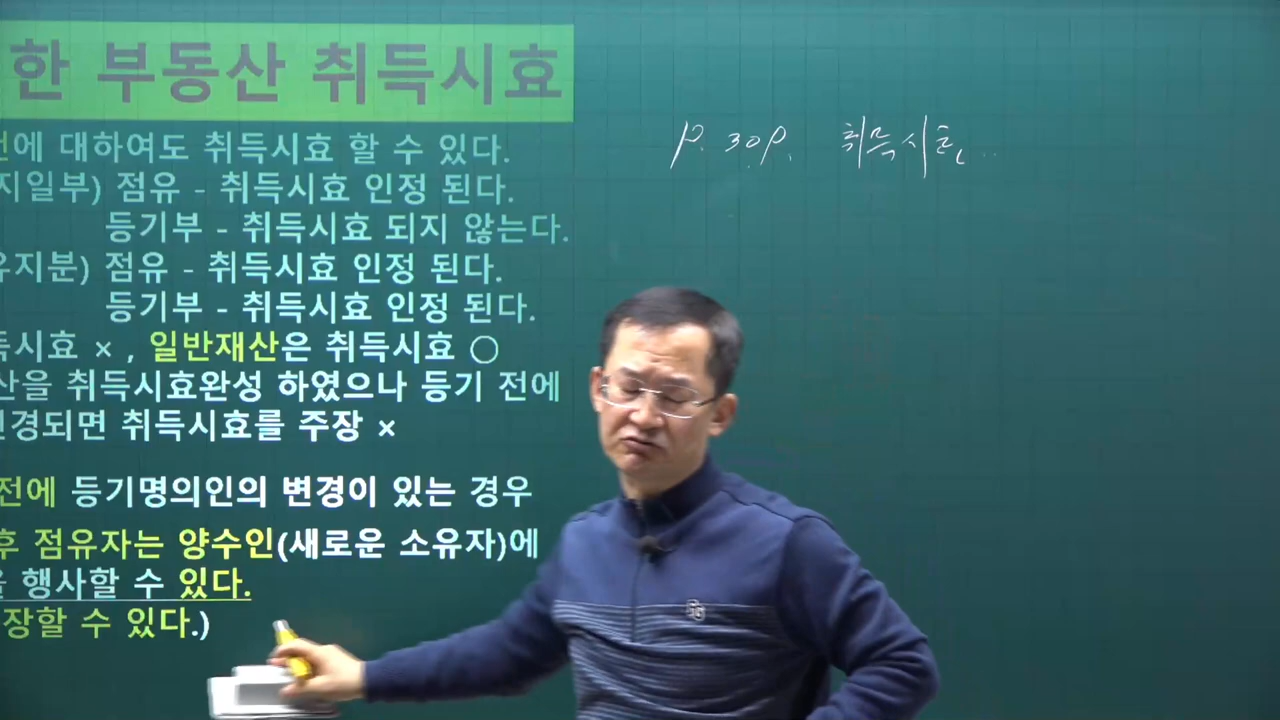 한 부동산 취득시효
에 대하여도 취득시효 할 수 있다.
지일부) 점유 - 취득시효 인정 된다.
등기부 - 취득시효 되지 않는다.
유지분) 점유 - 취득시효 인정 된다.
등기부 - 취득시효 인정 된다.
득시효 × , 일반재산은 취득시효 ○
산을 취득시효완성 하였으나 등기 전에
변경되면 취득시효를 주장 ×
전에 등기명의인의 변경이 있는 경우
후 점유자는 양수인(새로운 소유자)에
을 행사할 수 있다.
장할 수 있다.)
P. 30P. 취득시효